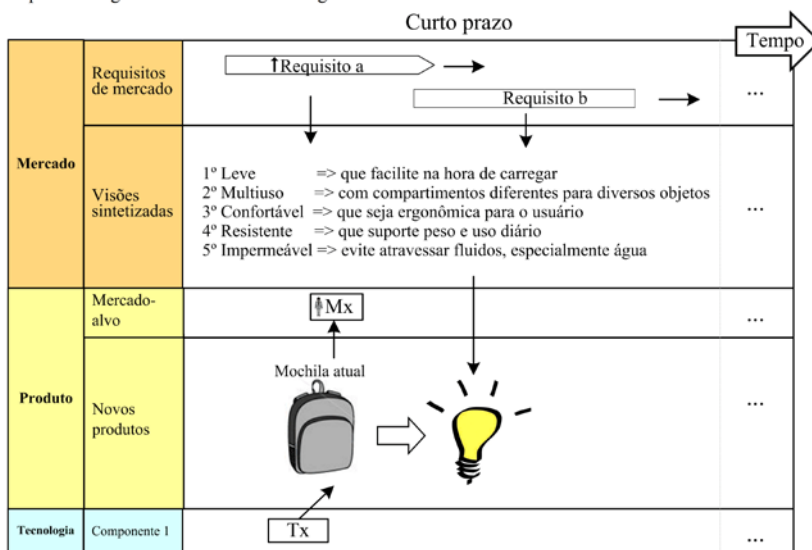 Curto prazo
Tempo
Mercado
Requisitos
de mercado
↑Requisito a
Requisito b
...
Visões
sintetizadas
1º Leve => que facilite na hora de carregar
2º Multiuso => com compartimentos diferentes para diversos objetos
3º Confortável => que seja ergonômica para o usuário
4º Resistente => que suporte peso e uso diário
5º Impermeável => evite atravessar fluidos, especialmente água
...
Produto
Mercado-
alvo
Mx
...
Novos
produtos
Mochila atual
...
Tecnologia
Componente 1
Tx
...